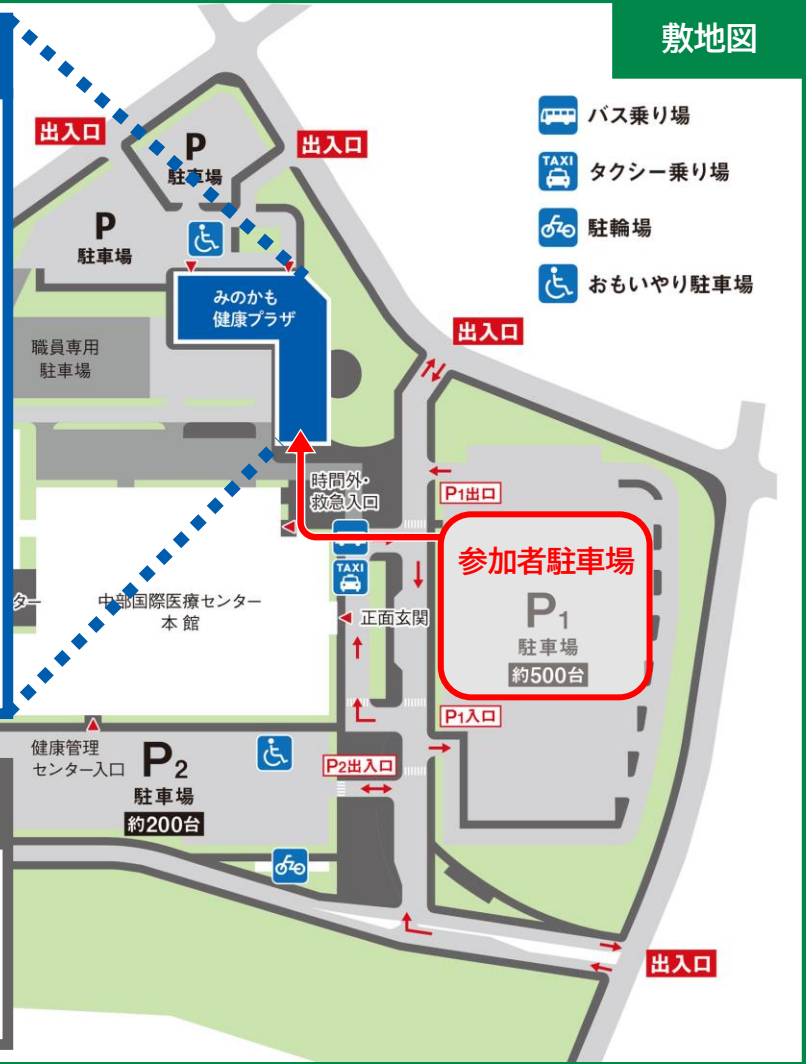 敷地図
バス乗り場
TAXI
タクシー乗り場
駐輪場
おもいやり駐車場
出入口
P
駐車場
出入口
P
駐車場
みのかも
健康プラザ
職員専用
駐車場
出入口
時間外・
救急入口
P1出口
参加者駐車場
TAXI
P1
駐車場
約500台
ター
中部国際医療センター
本館
正面玄関
P1入口
健康管理
センター入口
P2
駐車場
約200台
P2出入口
出入口